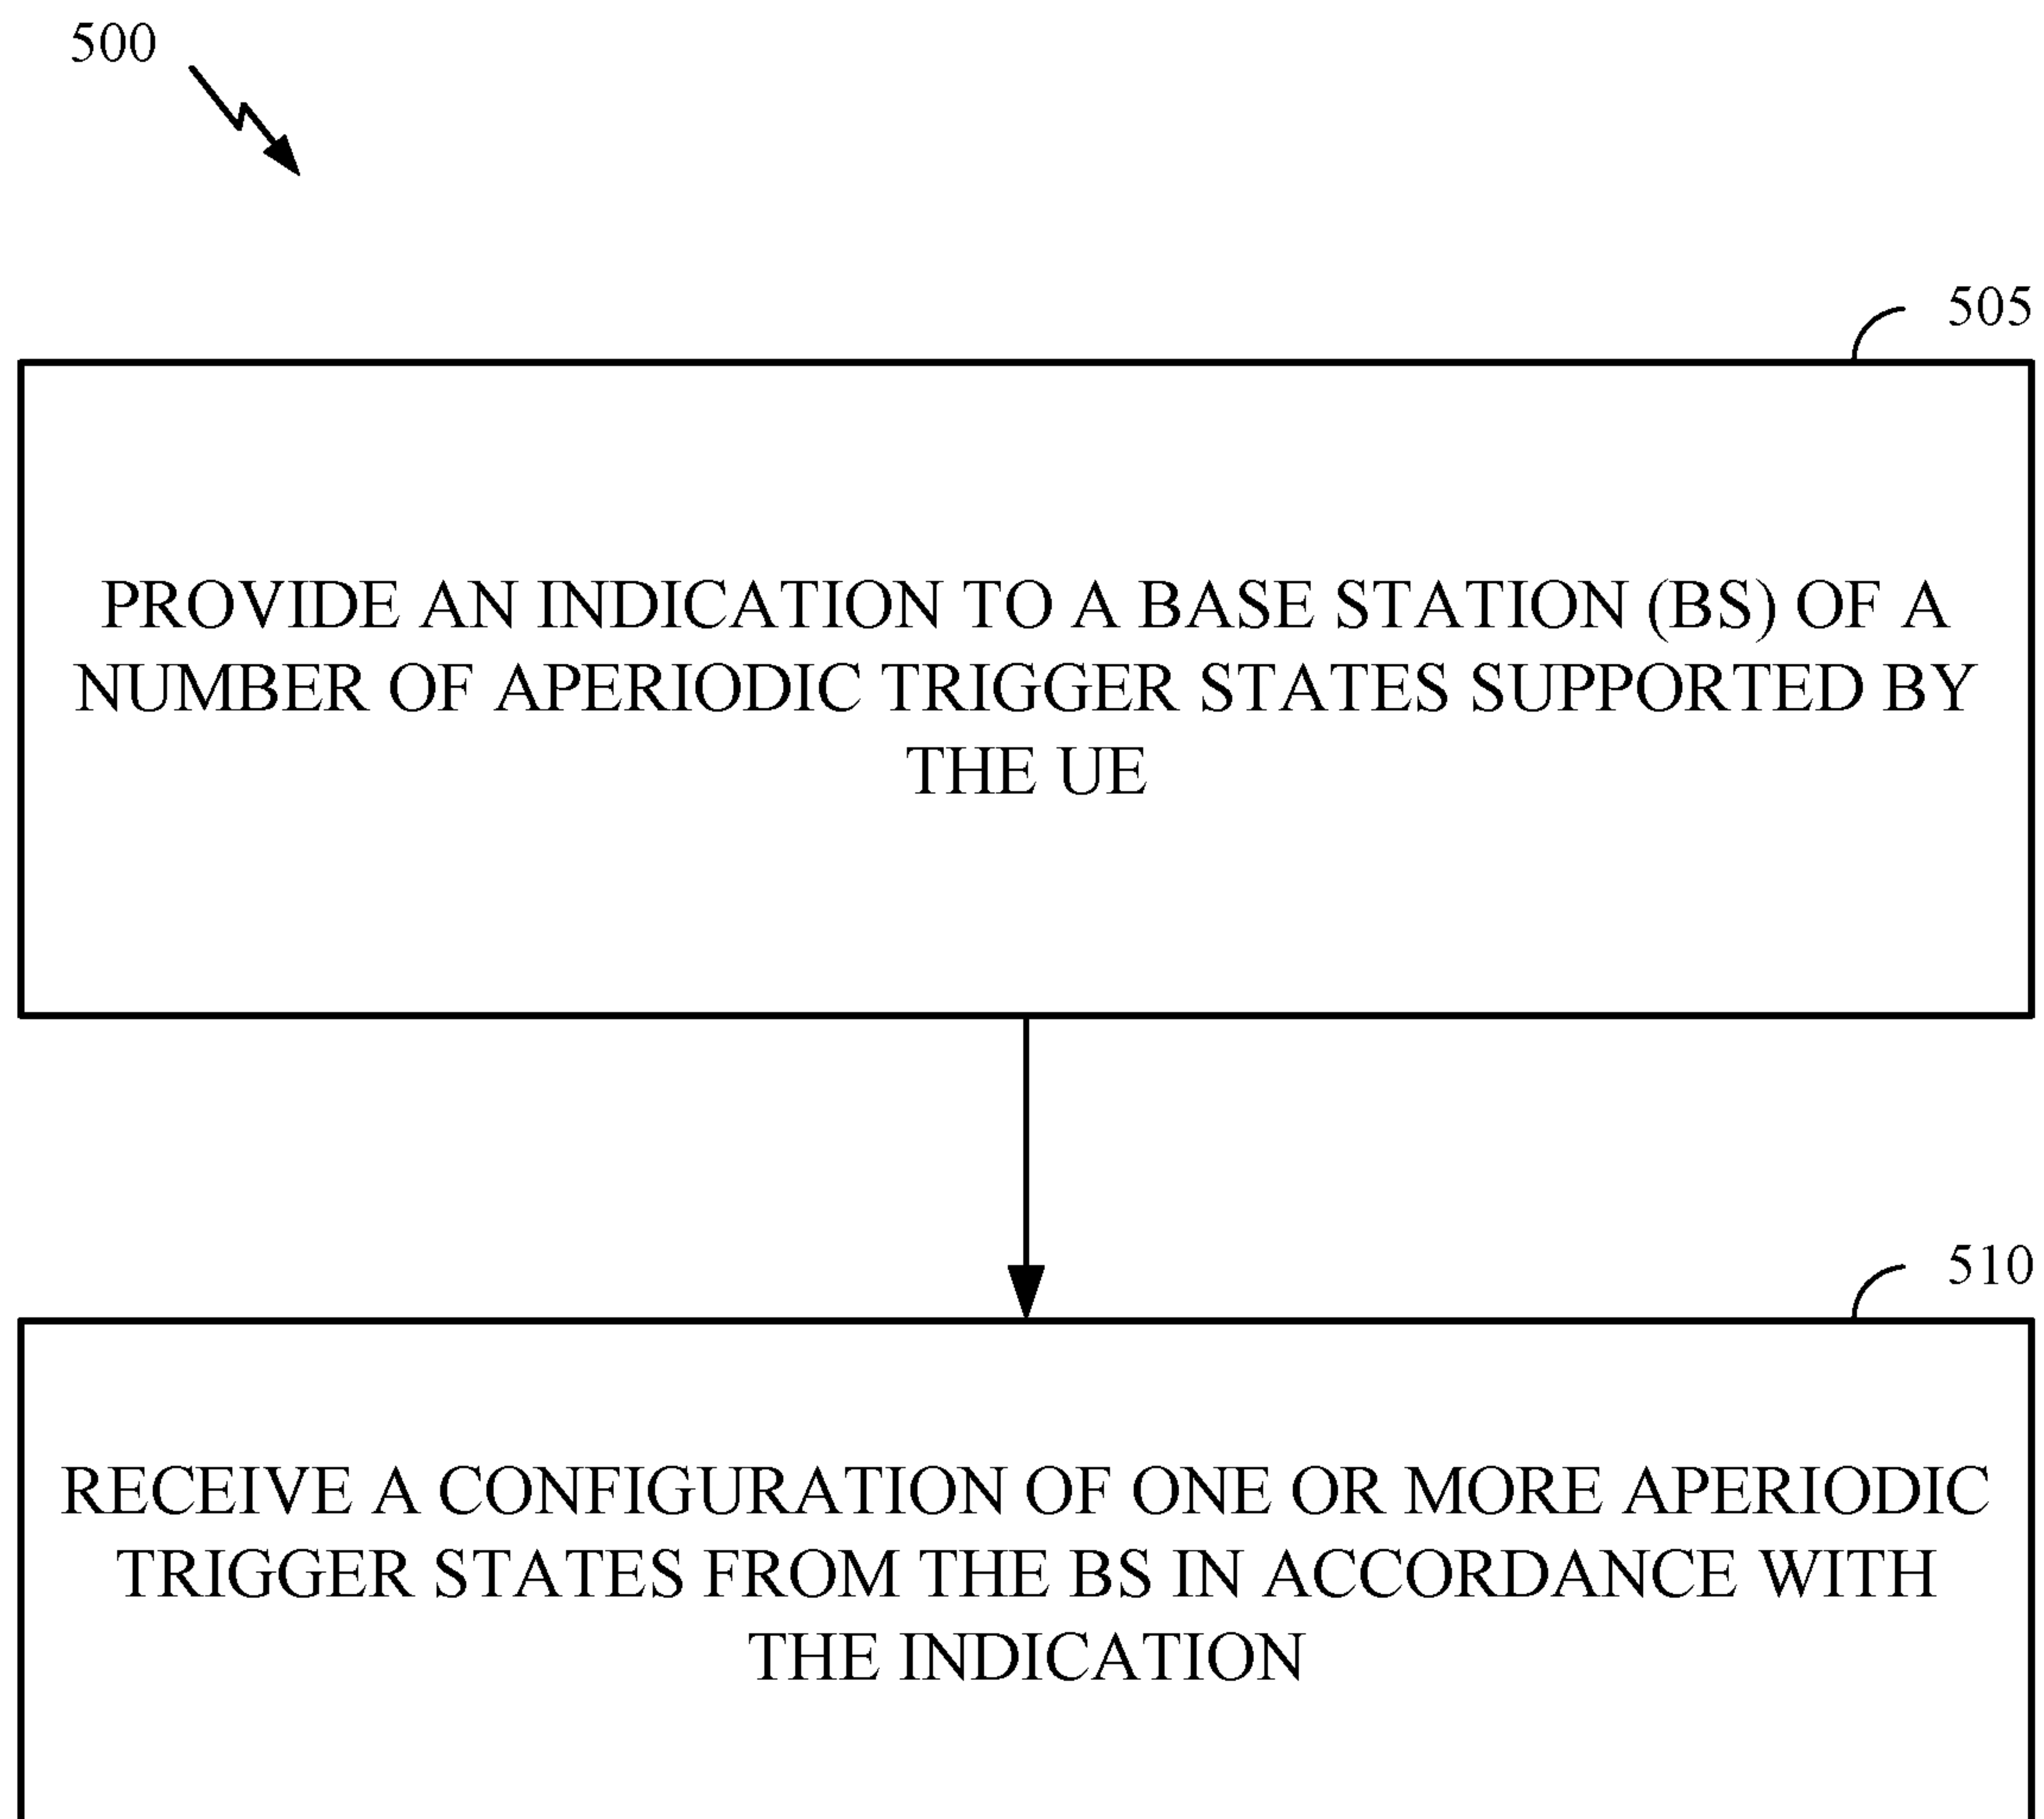 500
505
PROVIDE AN INDICATION TO A BASE STATION (BS) OF A
NUMBER OF APERIODIC TRIGGER STATES SUPPORTED BY
THE UE
510
RECEIVE A CONFIGURATION OF ONE OR MORE APERIODIC
TRIGGER STATES FROM THE BS IN ACCORDANCE WITH
THE INDICATION